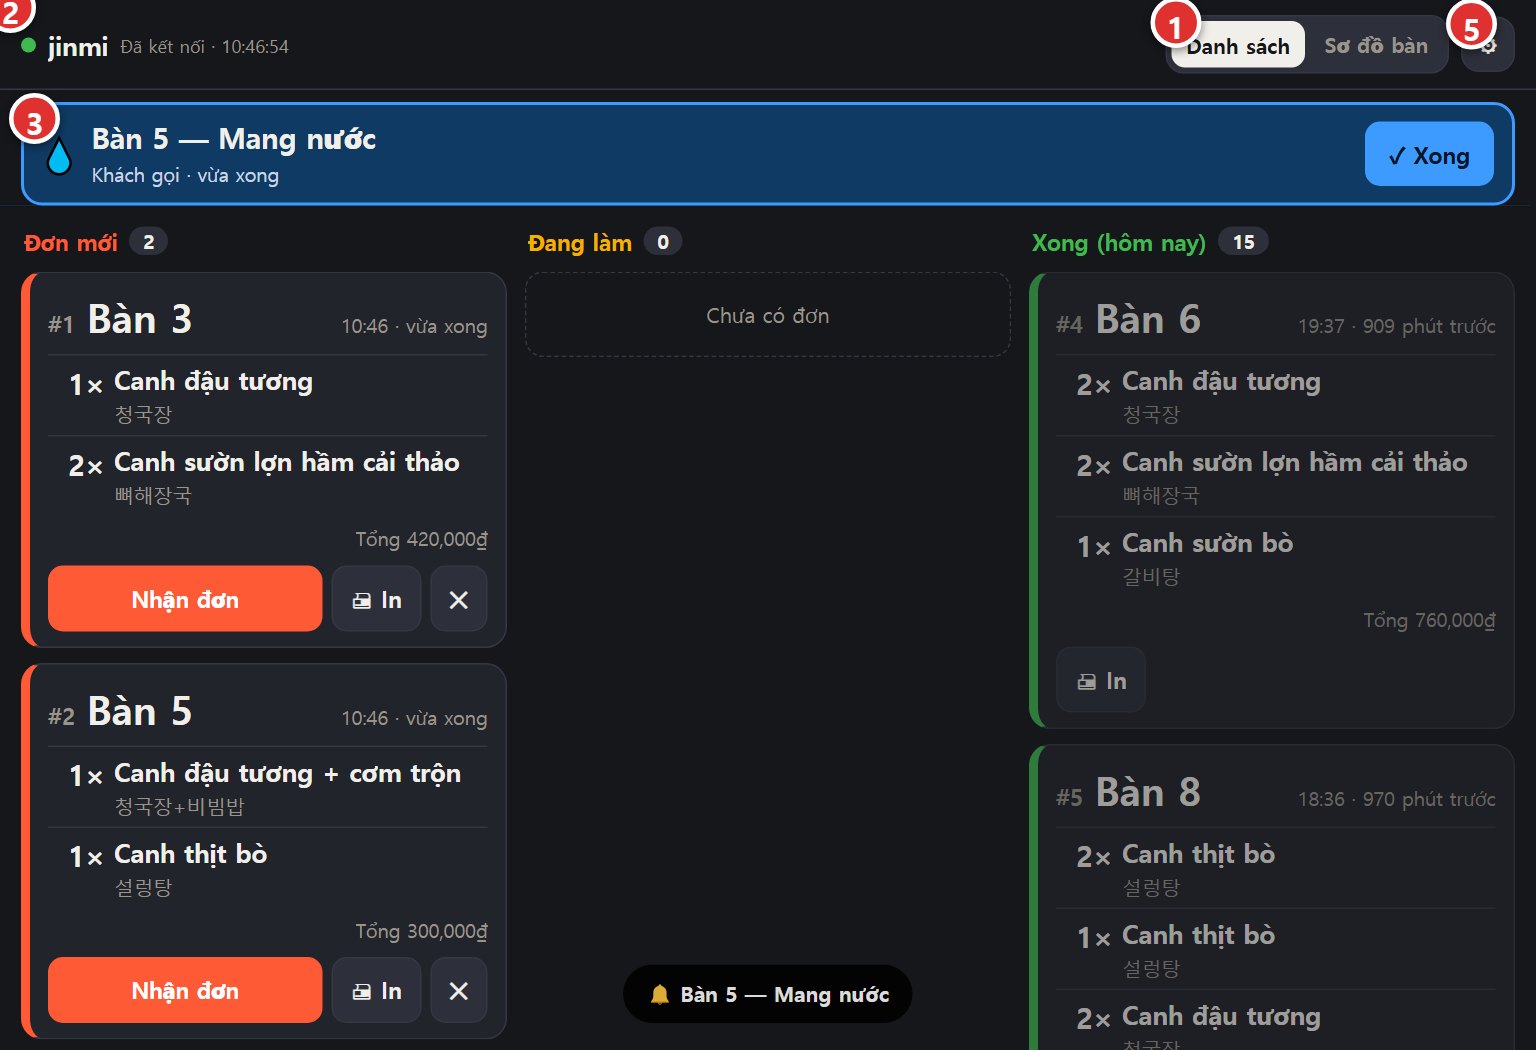 2
jinmi Đã kết nối · 10:46:54
1
Danh sách
Sơ đồ bàn
5
3
Bàn 5 — Mang nước
Khách gọi · vừa xong
✓ Xong
Đơn mới 2
#1 Bàn 3 10:46 · vừa xong
1× Canh đậu tương
청국장
2× Canh sườn lợn hầm cải thảo
뼈해장국
Tổng 420,000₫
Nhận đơn
In
✕
#2 Bàn 5 10:46 · vừa xong
1× Canh đậu tương + cơm trộn
청국장+비빔밥
1× Canh thịt bò
설렁탕
Tổng 300,000₫
Nhận đơn
In
✕
Đang làm 0
Chưa có đơn
Xong (hôm nay) 15
#4 Bàn 6 19:37 · 909 phút trước
2× Canh đậu tương
청국장
2× Canh sườn lợn hầm cải thảo
뼈해장국
1× Canh sườn bò
갈비탕
Tổng 760,000₫
In
#5 Bàn 8 18:36 · 970 phút trước
2× Canh thịt bò
설렁탕
1× Canh thịt bò
설렁탕
2× Canh đậu tương
청국장
Bàn 5 — Mang nước